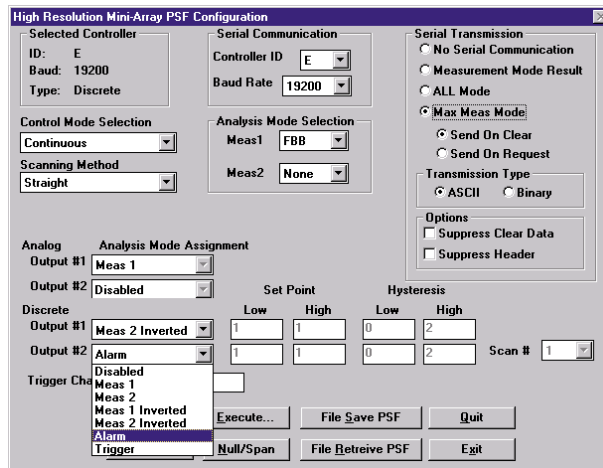 High Resolution Mini-Array PSF Configuration
Selected Controller
ID: E
Baud: 19200
Type: Discrete
Serial Communication
Controller ID E
Baud Rate 19200
Serial Transmission
No Serial Communication
Measurement Mode Result
ALL Mode
Max Meas Mode
Send On Clear
Send On Request
Transmission Type
ASCII Binary
Options
Suppress Clear Data
Suppress Header
Control Mode Selection
Continuous
Scanning Method
Straight
Analysis Mode Selection
Meas1 FBB
Meas2 None
Analog Analysis Mode Assignment
Output #1 Meas 1
Output #2 Disabled
Set Point Hysteresis
Discrete Low High Low High
Output #1 Meas 2 Inverted 1 1 0 2
Output #2 Alarm 1 1 0 2 Scan # 1
Trigger Cha
Disabled
Meas 1
Meas 2
Meas 1 Inverted
Meas 2 Inverted
Alarm
Trigger
Execute... File Save PSF Quit
Null/Span File Retreive PSF Exit